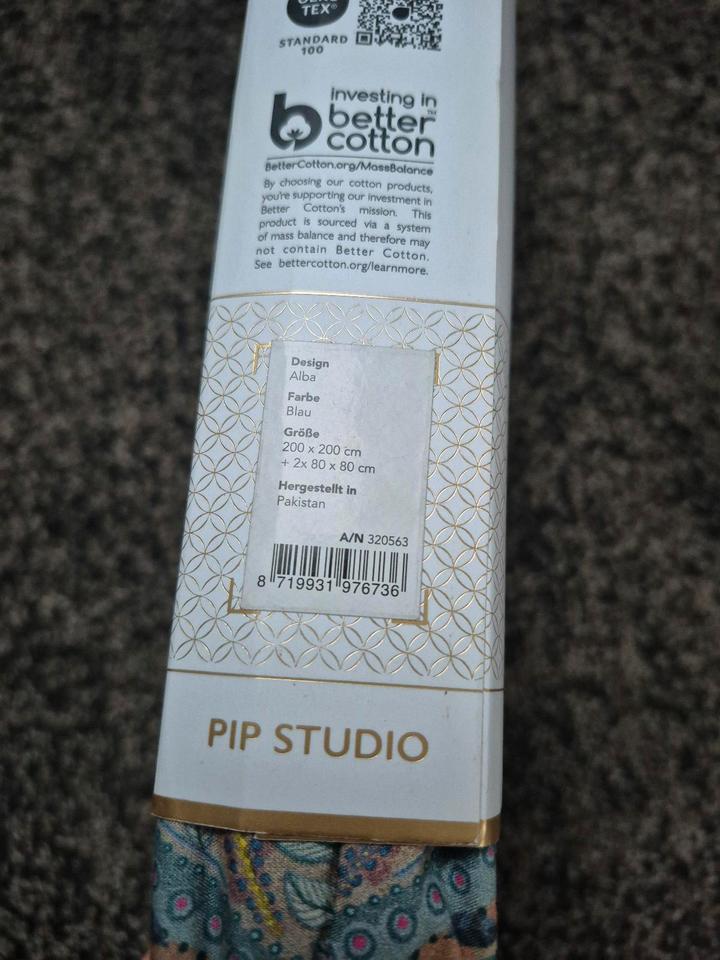 TEX®
STANDARD
100
investing in
better™
cotton
BetterCotton.org/MassBalance
By choosing our cotton products,
you're supporting our investment in
Better Cotton's mission. This
product is sourced via a system
of mass balance and therefore may
not contain Better Cotton.
See bettercotton.org/learnmore.
Design
Alba
Farbe
Blau
Größe
200 x 200 cm
+ 2x 80 x 80 cm
Hergestellt in
Pakistan
A/N 320563
8 719931 976736
PIP STUDIO